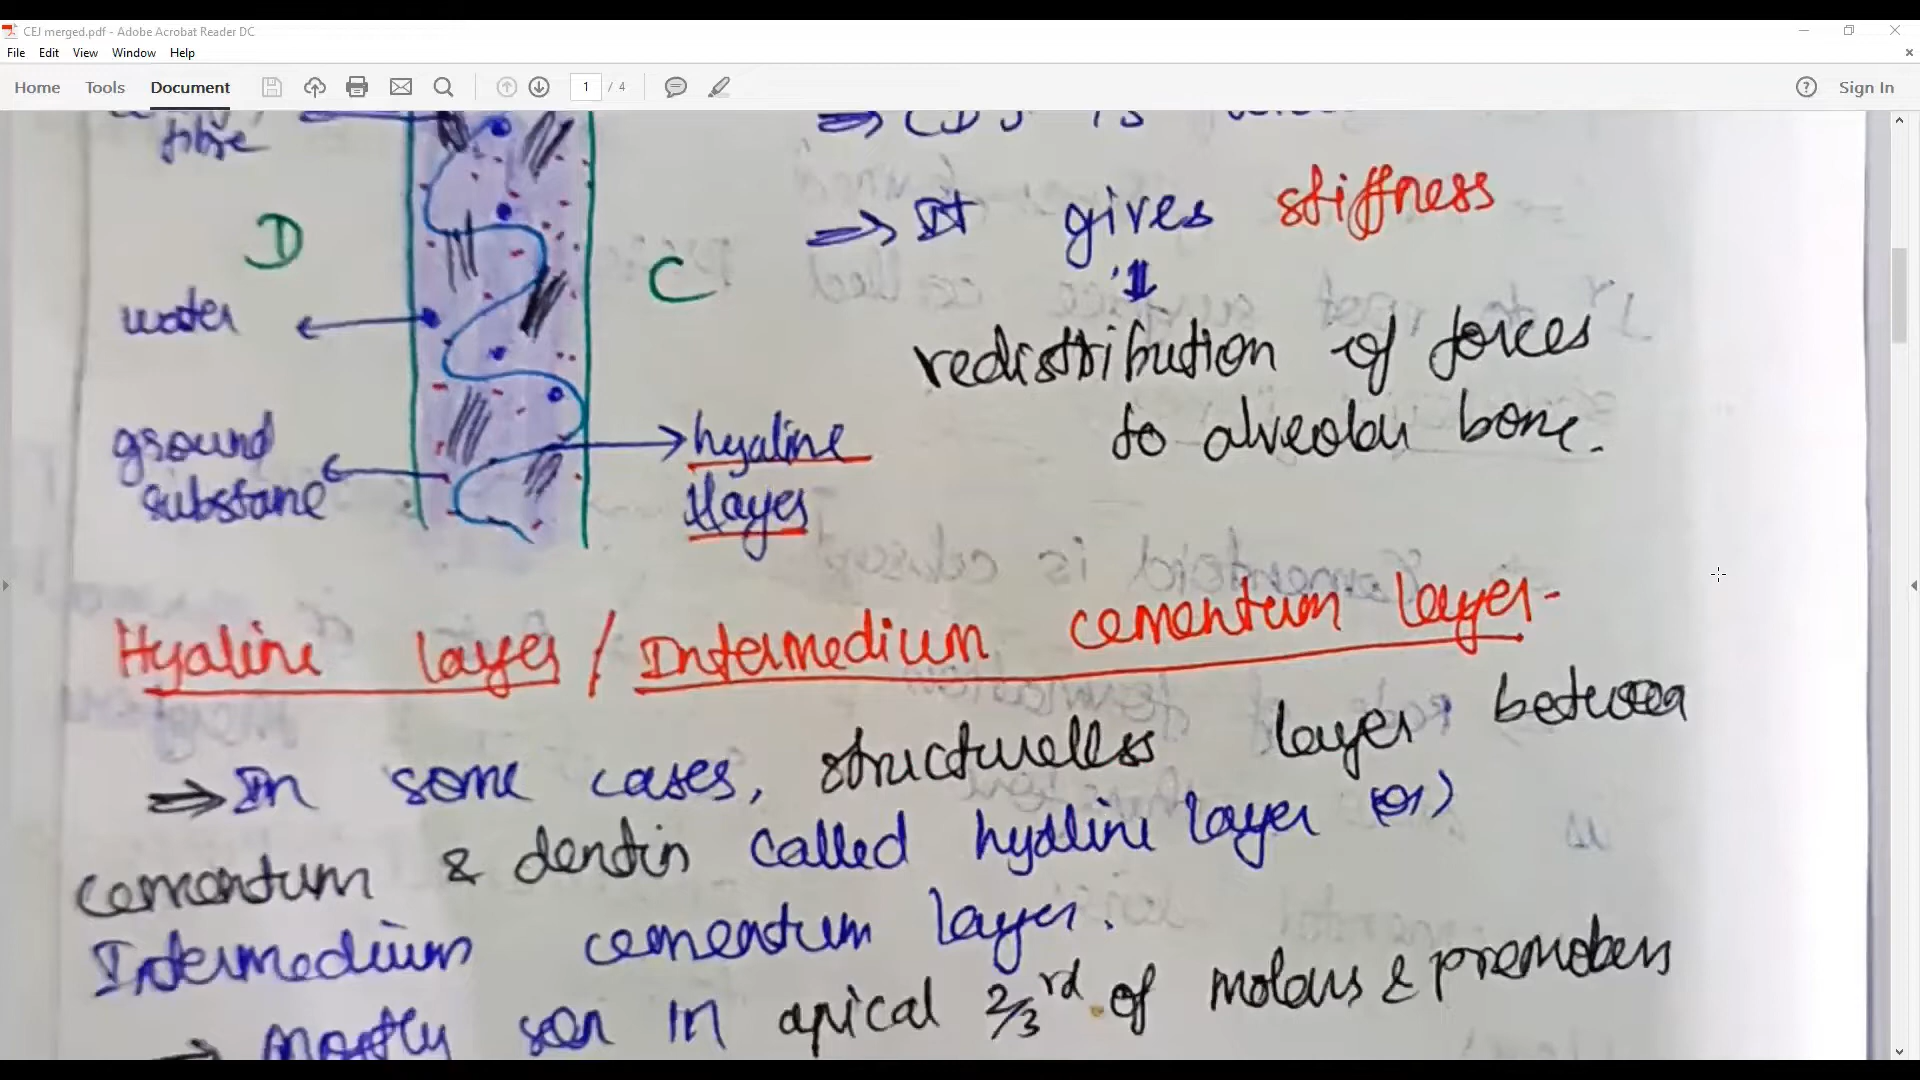 CEJ merged.pdf - Adobe Acrobat Reader DC
File Edit View Window Help
Home Tools Document 1 / 4 Sign In
fibre
⇒ CDJ is
D
C
⇒ It gives stiffness
redistribution of forces
to alveolar bone.
water
ground
substane
hyaline
layer
Hyaline layer / Intermedium cementum layer-
⇒ In some cases, structureless layer between
cementum & dentin called hyaline layer (or)
Intermedium cementum layer.
→ mostly seen in apical 2/3rd of molars & premolars